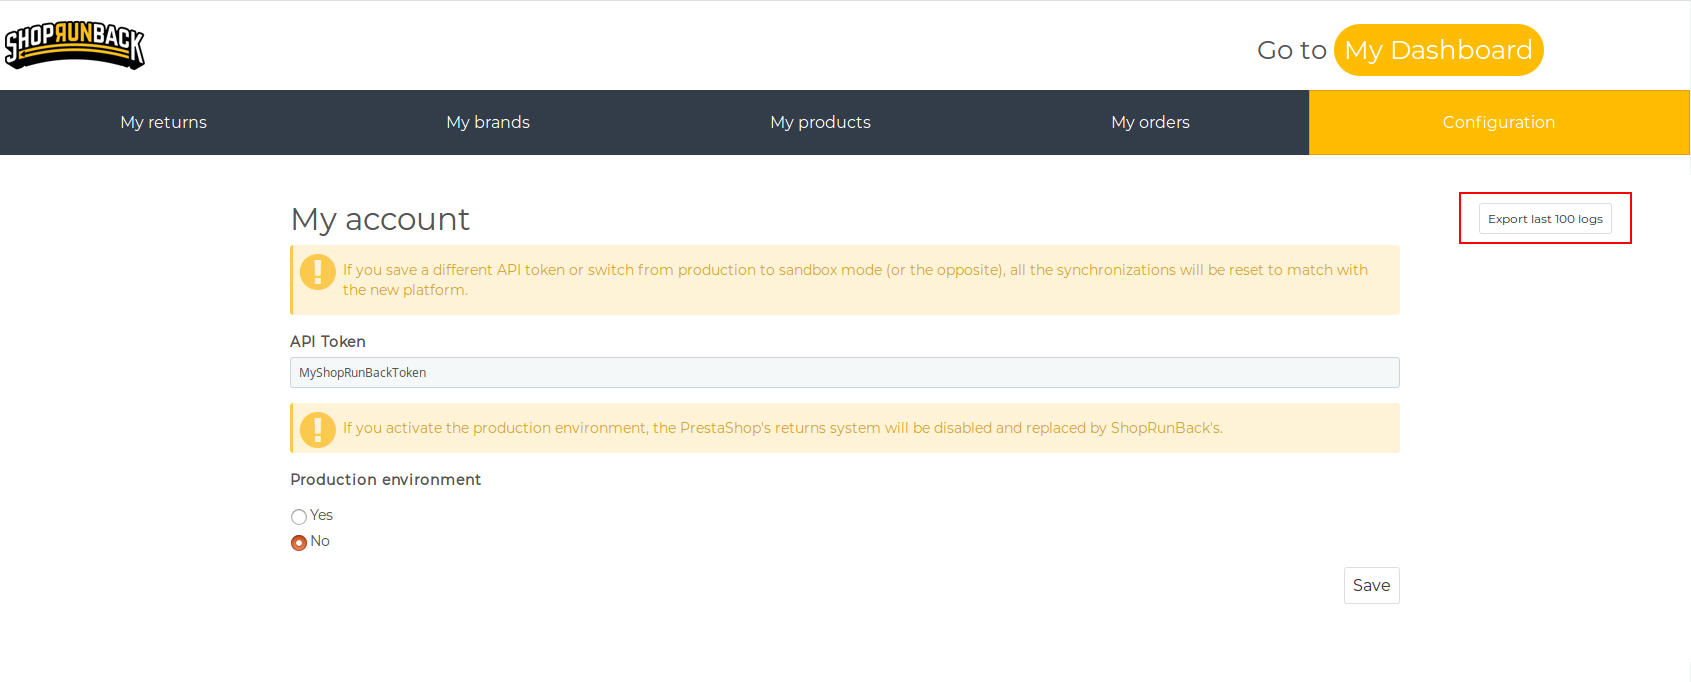 SHOPRUNBACK
Go to My Dashboard
My returns My brands My products My orders Configuration
My account
Export last 100 logs
If you save a different API token or switch from production to sandbox mode (or the opposite), all the synchronizations will be reset to match with
the new platform.
API Token
MyShopRunBackToken
If you activate the production environment, the PrestaShop's returns system will be disabled and replaced by ShopRunBack's.
Production environment
Yes
No
Save